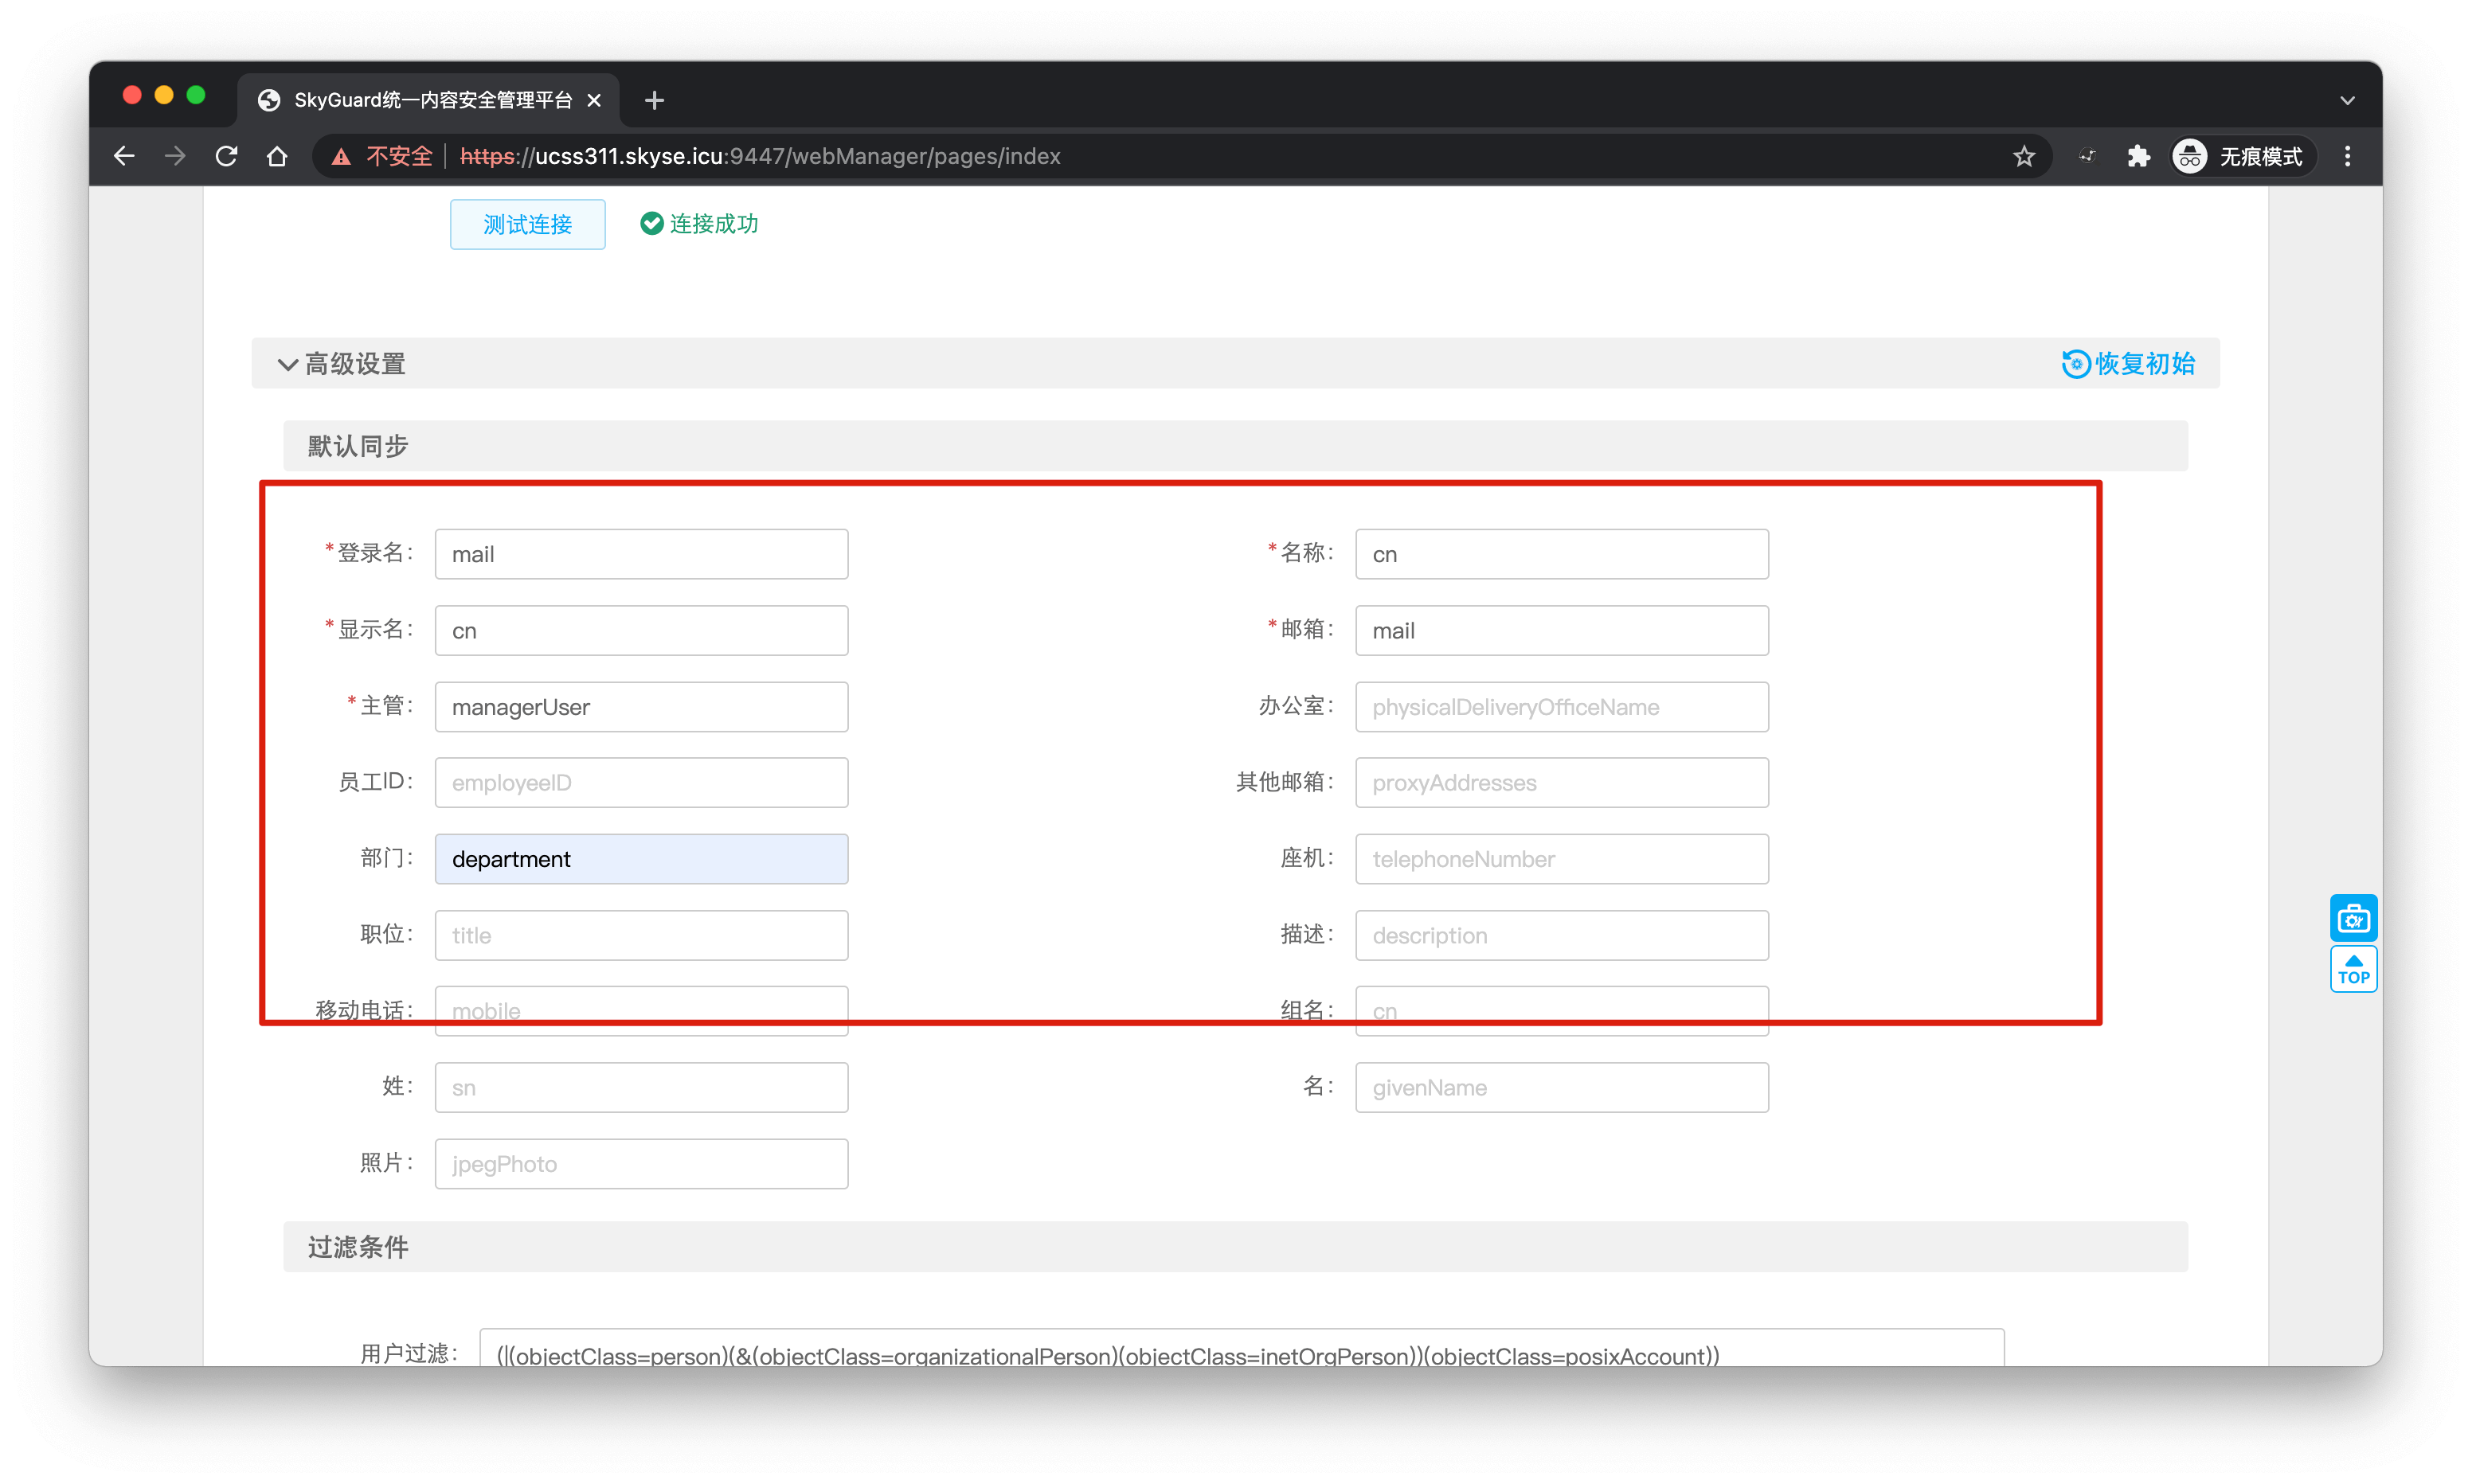 SkyGuard统一内容安全管理平台
不安全 https://ucss311.skyse.icu:9447/webManager/pages/index 无痕模式
测试连接 连接成功
高级设置 恢复初始
默认同步
*登录名: mail *名称: cn
*显示名: cn *邮箱: mail
*主管: managerUser 办公室: physicalDeliveryOfficeName
员工ID: employeeID 其他邮箱: proxyAddresses
部门: department 座机: telephoneNumber
职位: title 描述: description
移动电话: mobile 组名: cn
姓: sn 名: givenName
照片: jpegPhoto
TOP
过滤条件
用户过滤: (|(objectClass=person)(&(objectClass=organizationalPerson)(objectClass=inetOrgPerson))(objectClass=posixAccount))